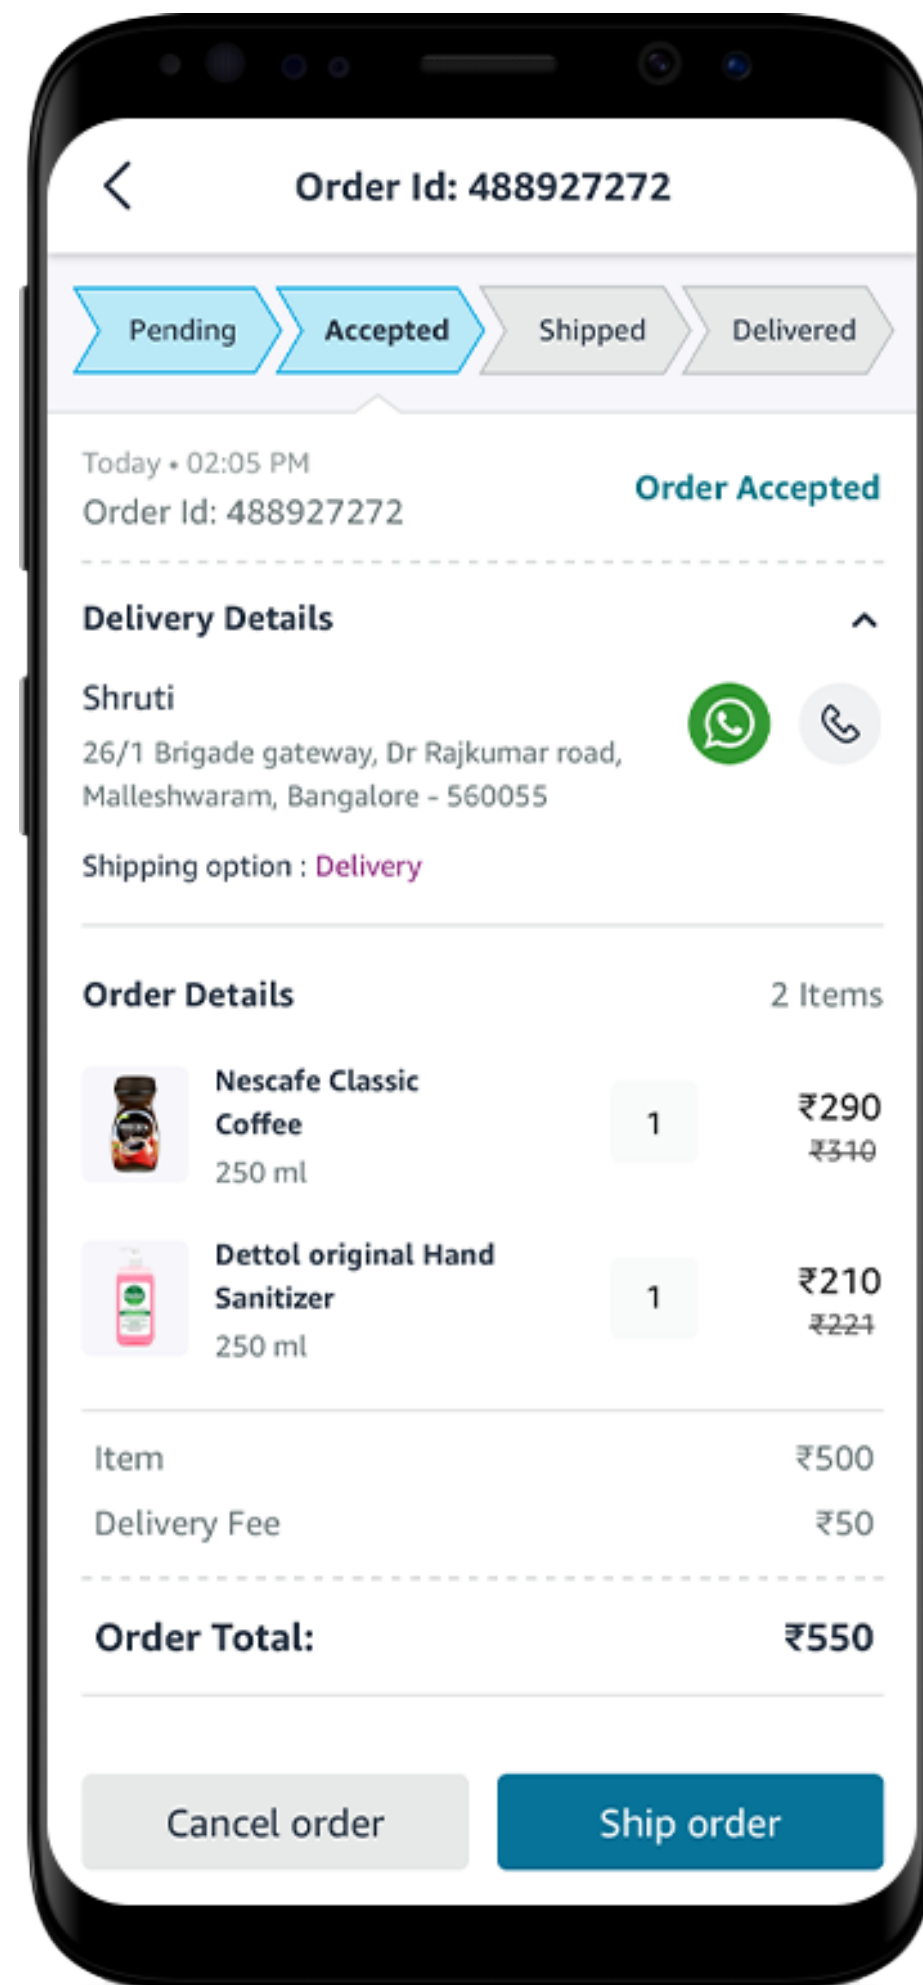 Order Id: 488927272
Pending
Accepted
Shipped
Delivered
Today • 02:05 PM
Order Accepted
Order Id: 488927272
Delivery Details
Shruti
26/1 Brigade gateway, Dr Rajkumar road,
Malleshwaram, Bangalore - 560055
Shipping option : Delivery
Order Details
2 Items
Nescafe Classic
Coffee
250 ml
1
₹290
₹310
Dettol original Hand
Sanitizer
250 ml
1
₹210
₹221
Item ₹500
Delivery Fee ₹50
Order Total: ₹550
Cancel order
Ship order